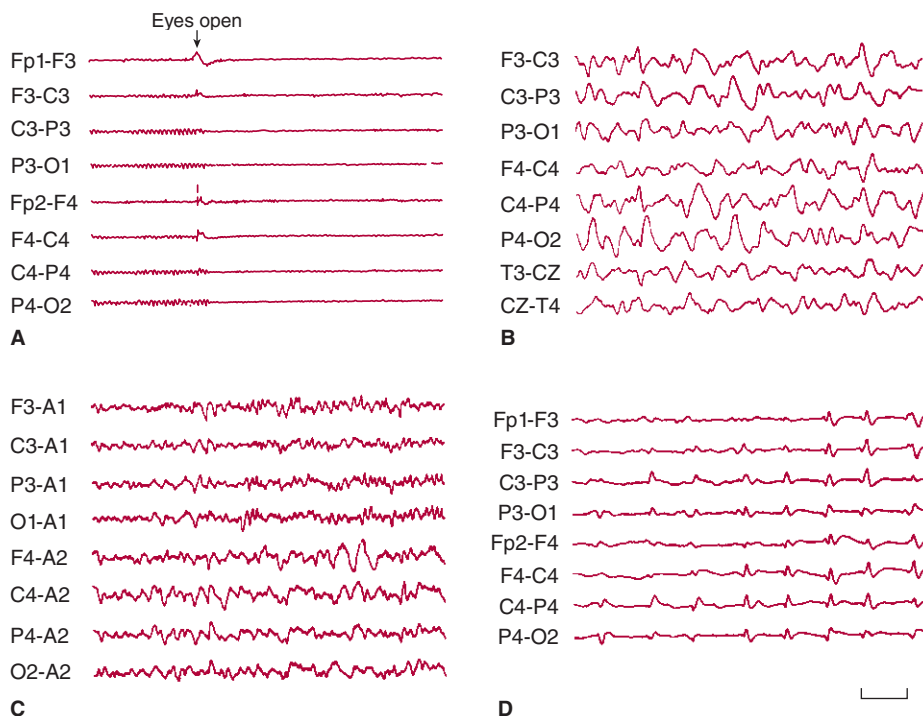 Eyes open
Fp1-F3
F3-C3
C3-P3
P3-O1
Fp2-F4
F4-C4
C4-P4
P4-O2
A
F3-C3
C3-P3
P3-O1
F4-C4
C4-P4
P4-O2
T3-CZ
CZ-T4
B
F3-A1
C3-A1
P3-A1
O1-A1
F4-A2
C4-A2
P4-A2
O2-A2
C
Fp1-F3
F3-C3
C3-P3
P3-O1
Fp2-F4
F4-C4
C4-P4
P4-O2
D